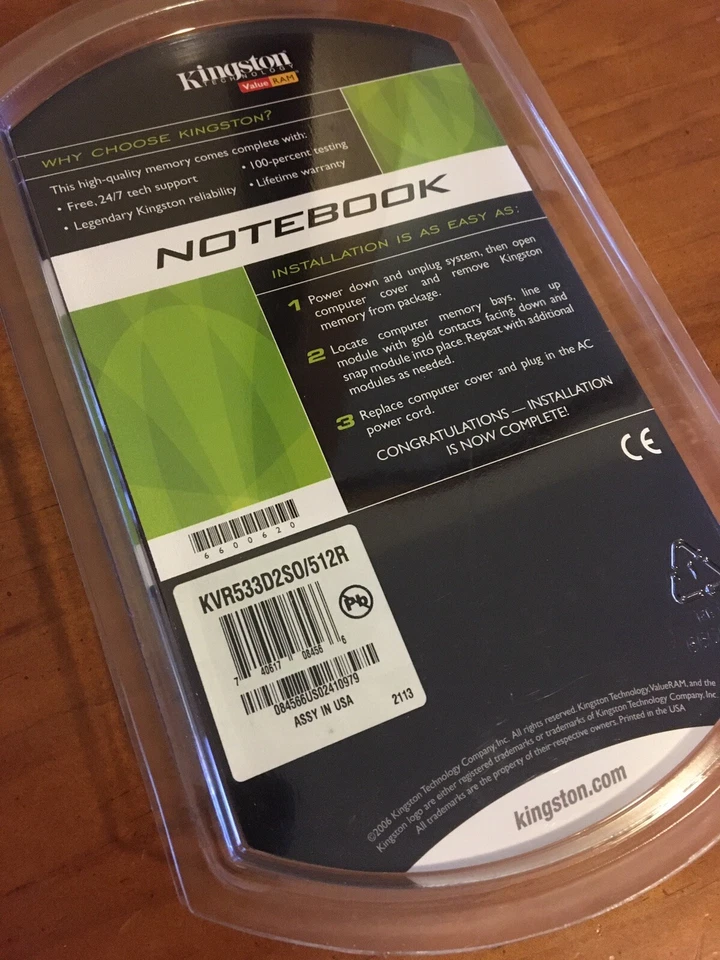 Kingston
TECHNOLOGY
Value RAM
WHY CHOOSE KINGSTON?
This high-quality memory comes complete with:
• Free, 24/7 tech support
• 100-percent testing
• Legendary Kingston reliability
• Lifetime warranty
NOTEBOOK
INSTALLATION IS AS EASY AS:
1 Power down and unplug system, then open
computer cover and remove Kingston
memory from package.
2 Locate computer memory bays, line up
module with gold contacts facing down and
snap module into place. Repeat with additional
modules as needed.
3 Replace computer cover and plug in the AC
power cord.
CONGRATULATIONS — INSTALLATION
IS NOW COMPLETE!
CE
6600620
KVR533D2S0/512R
Pb
7 40617 08456 6
084566US02410979
ASSY IN USA 2113
©2006 Kingston Technology Company, Inc. All rights reserved. Kingston Technology, ValueRAM, and the
Kingston logo are either registered trademarks or trademarks of Kingston Technology Company, Inc.
All trademarks are the property of their respective owners. Printed in the USA
kingston.com